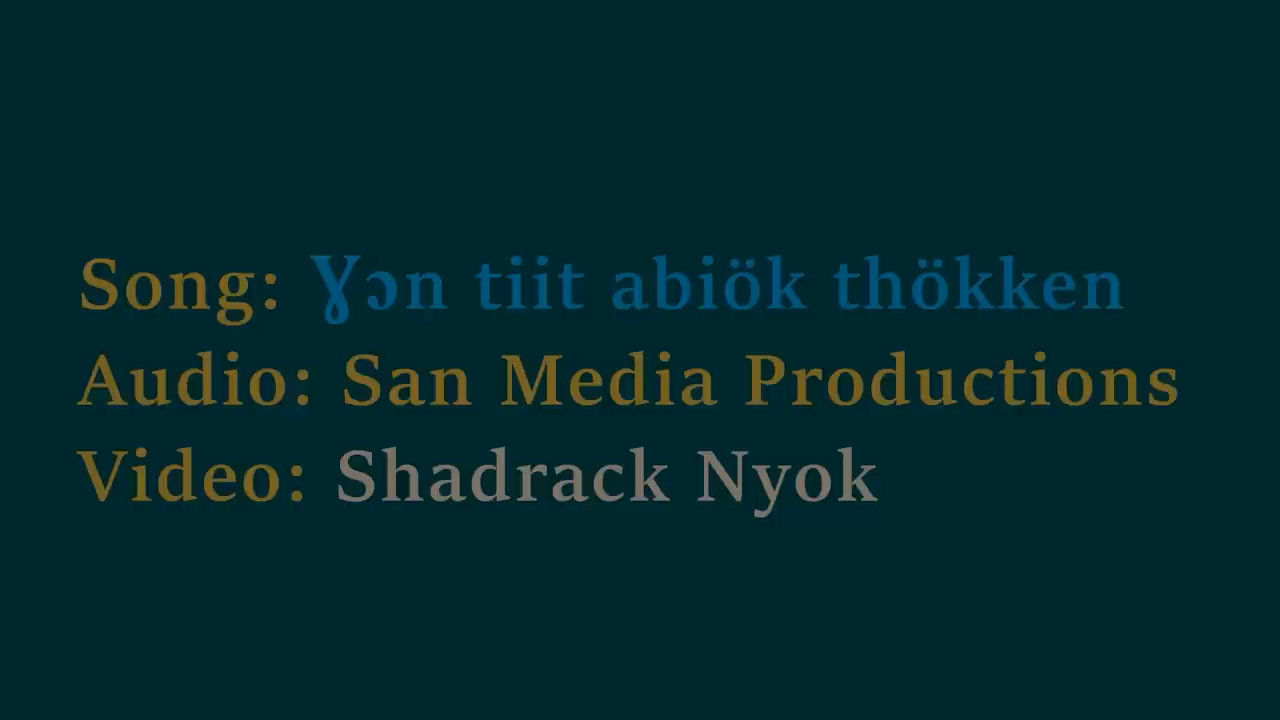 Song: Ɣɔn tiit abiök thökken
Audio: San Media Productions
Video: Shadrack Nyok